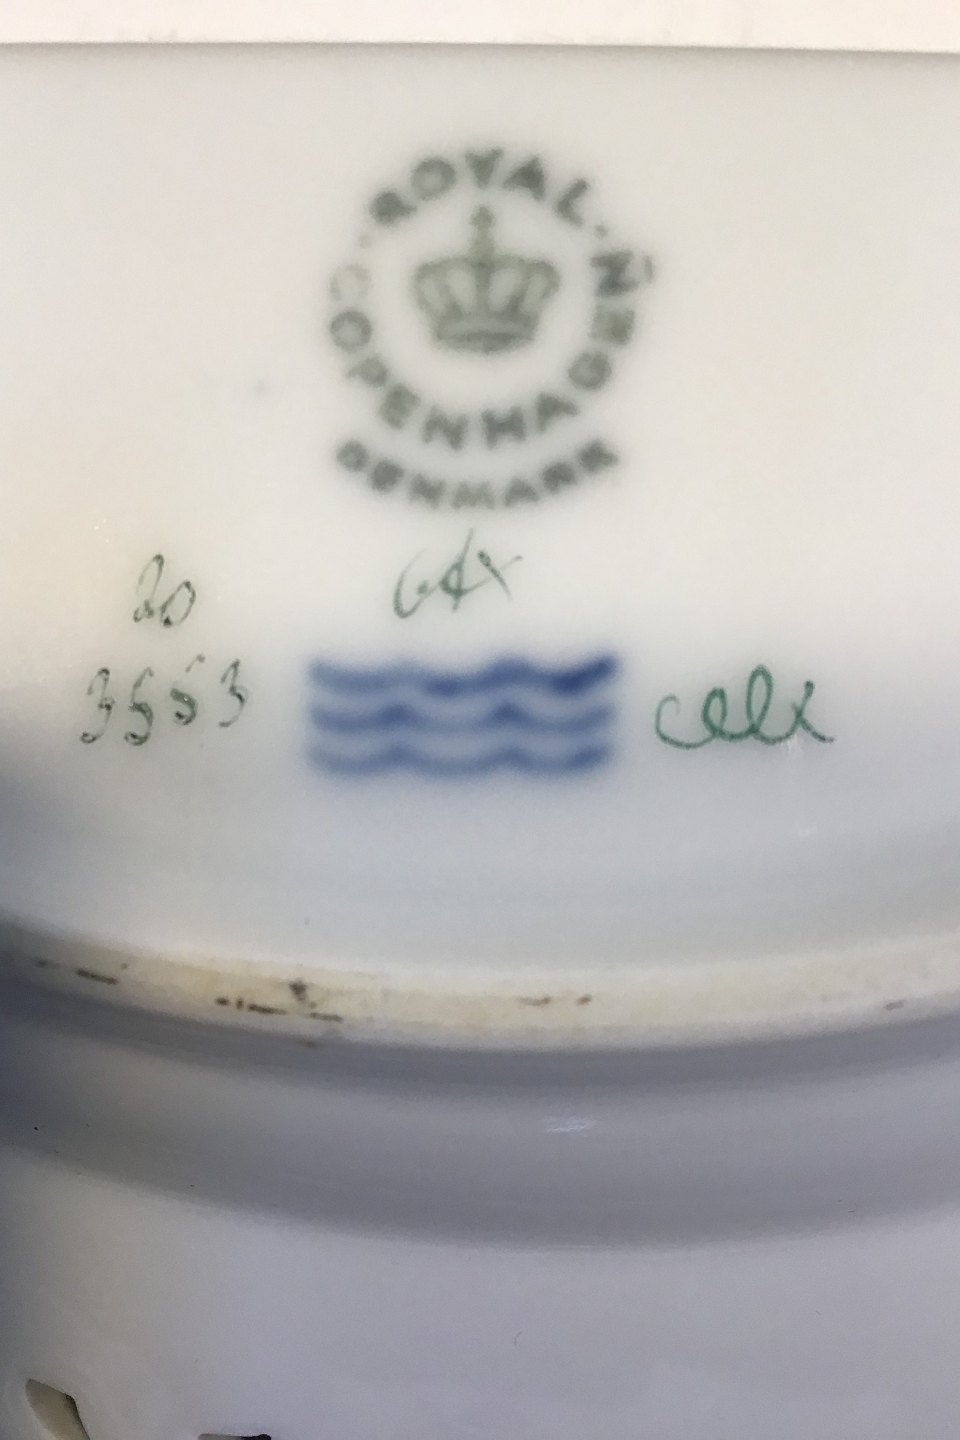 ROYAL
COPENHAGEN
DENMARK
20
3553